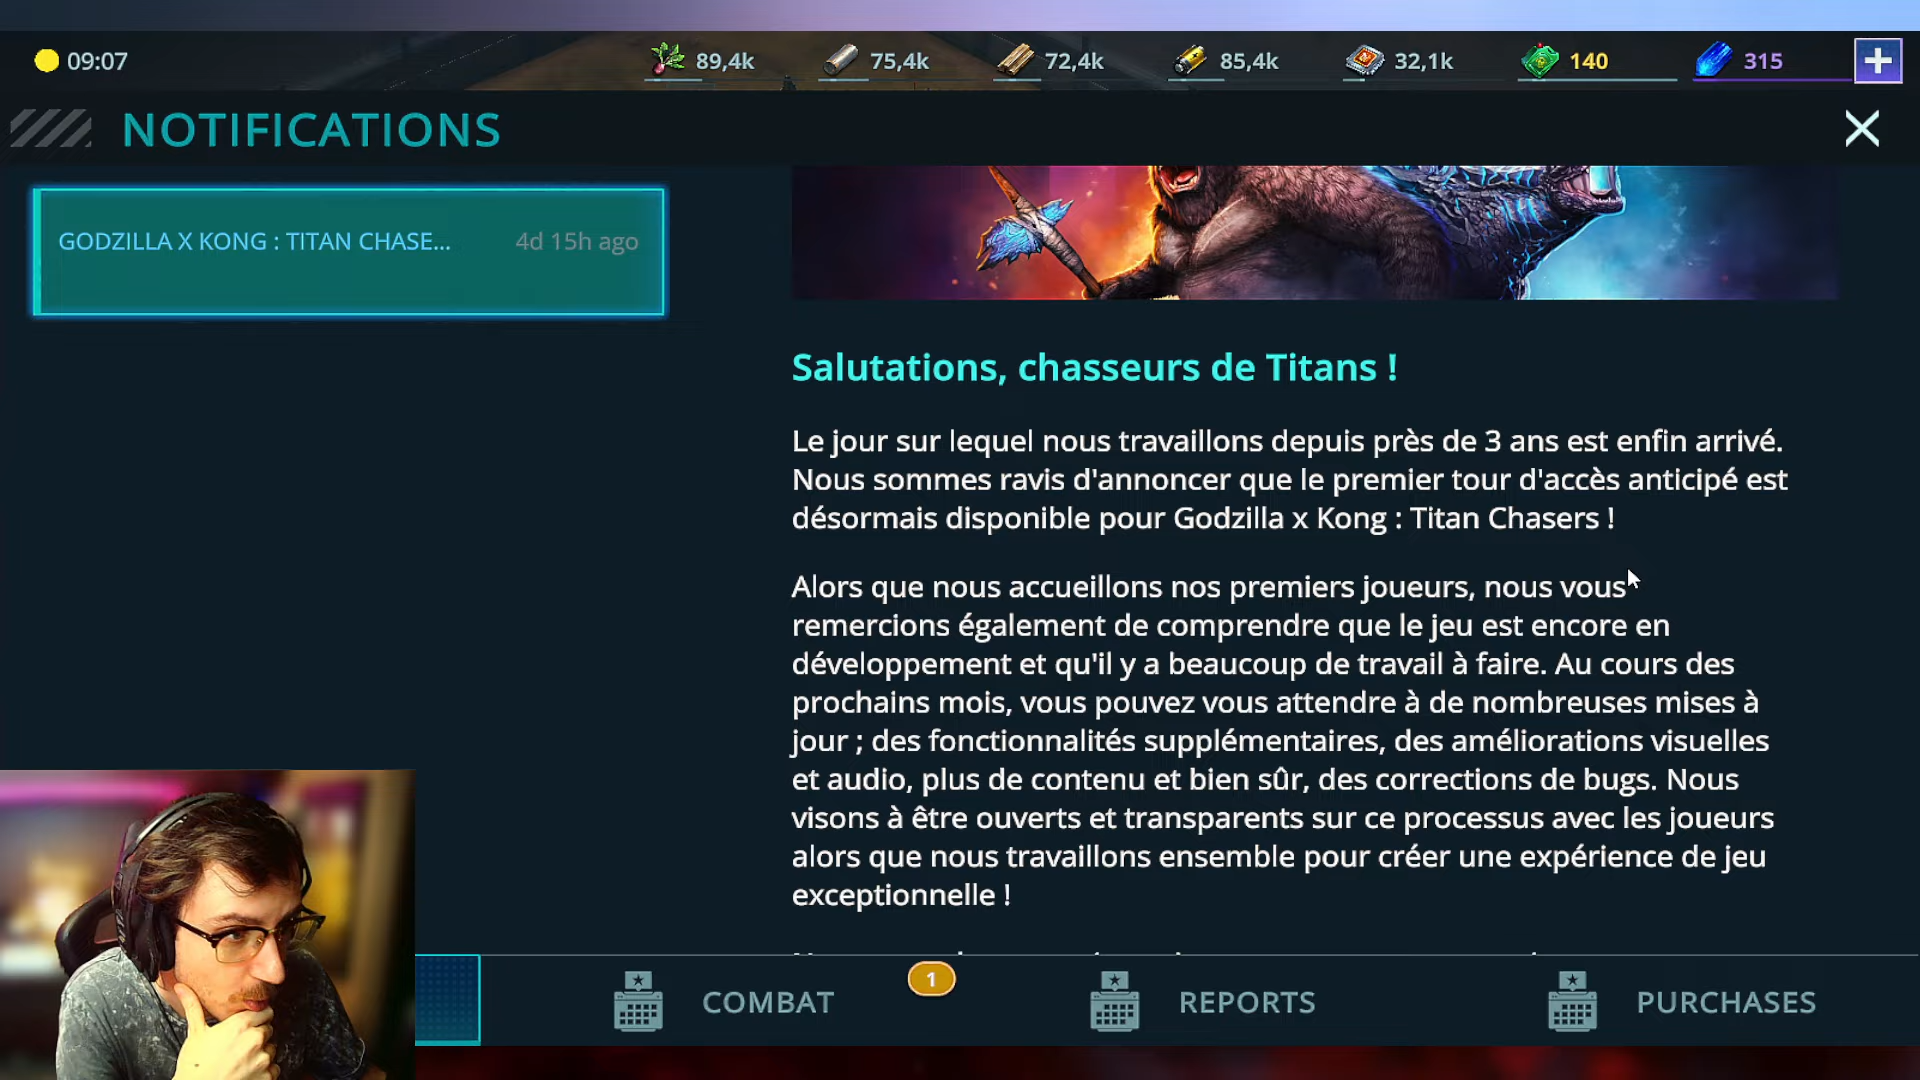 09:07
89,4k
75,4k
72,4k
85,4k
32,1k
140
315
NOTIFICATIONS
GODZILLA X KONG : TITAN CHASE...
4d 15h ago
Salutations, chasseurs de Titans !
Le jour sur lequel nous travaillons depuis près de 3 ans est enfin arrivé.
Nous sommes ravis d'annoncer que le premier tour d'accès anticipé est
désormais disponible pour Godzilla x Kong : Titan Chasers !
Alors que nous accueillons nos premiers joueurs, nous vous
remercions également de comprendre que le jeu est encore en
développement et qu'il y a beaucoup de travail à faire. Au cours des
prochains mois, vous pouvez vous attendre à de nombreuses mises à
jour ; des fonctionnalités supplémentaires, des améliorations visuelles
et audio, plus de contenu et bien sûr, des corrections de bugs. Nous
visons à être ouverts et transparents sur ce processus avec les joueurs
alors que nous travaillons ensemble pour créer une expérience de jeu
exceptionnelle !
COMBAT
1
REPORTS
PURCHASES